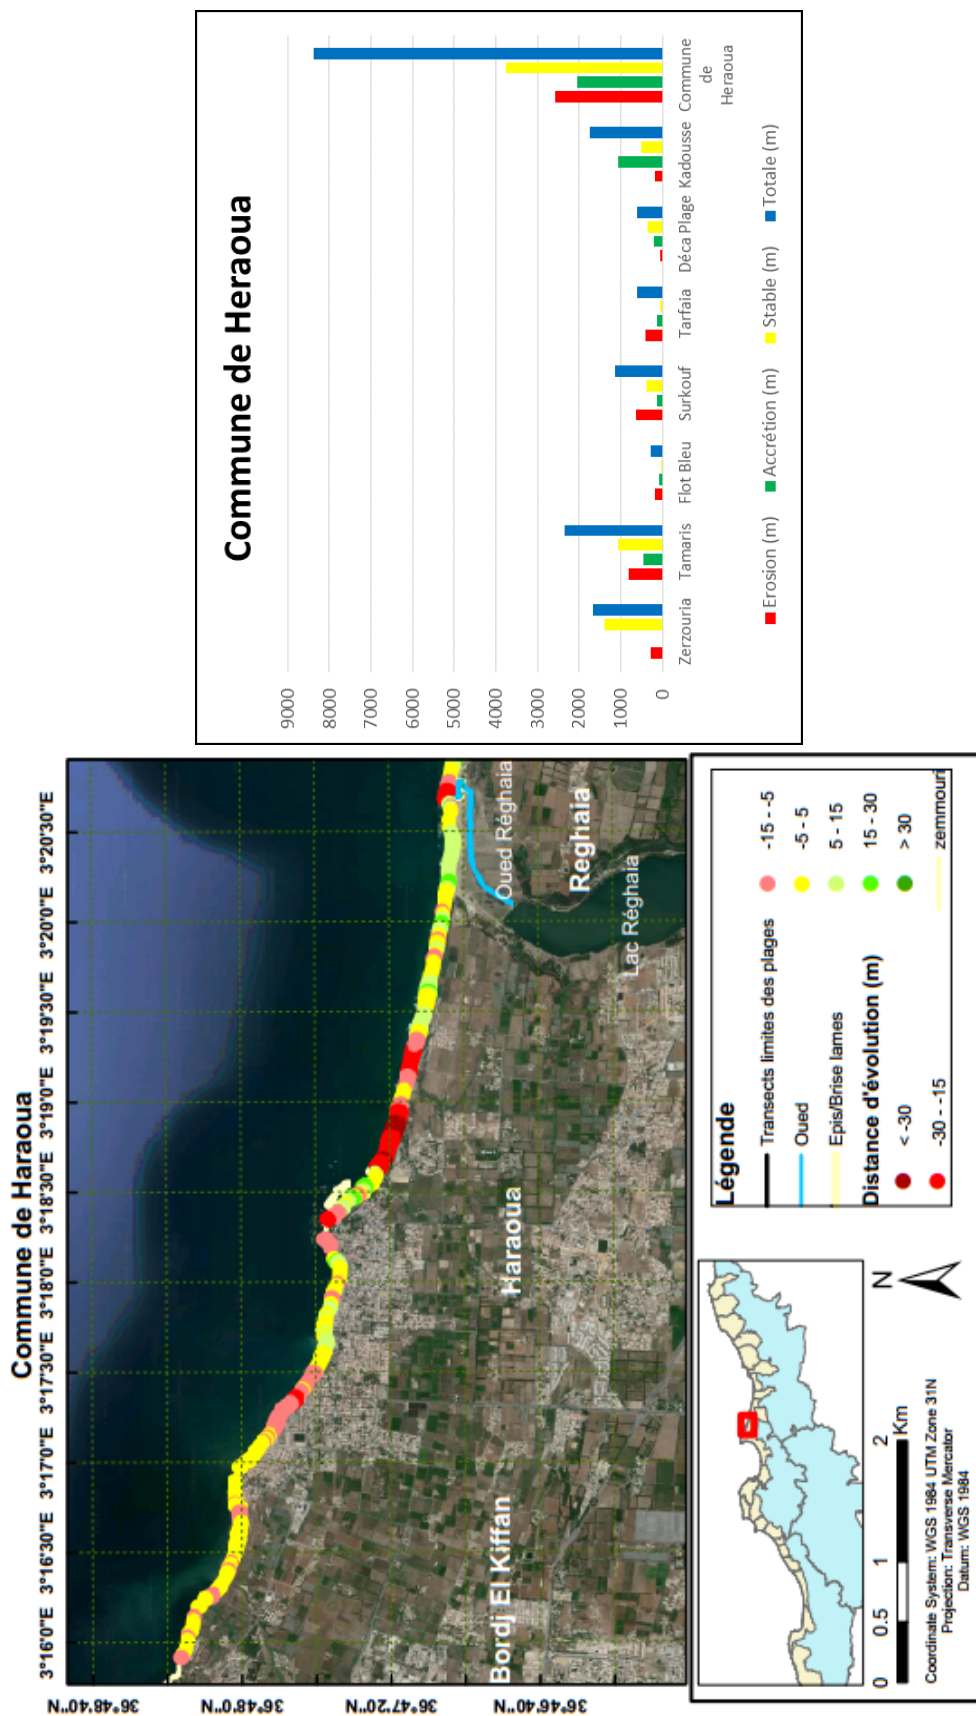 Commune de Haraoua
3°16'0"E 3°16'30"E 3°17'0"E 3°17'30"E 3°18'0"E 3°18'30"E 3°19'0"E 3°19'30"E 3°20'0"E 3°20'30"E
36°48'40"N
36°48'0"N
36°47'20"N
36°46'40"N
Bordj El Kiffan
Haraoua
Reghaia
Oued Réghaia
Lac Réghaia
0 0.5 1 2
Km
N
Coordinate System: WGS 1984 UTM Zone 31N
Projection: Transverse Mercator
Datum: WGS 1984
Légende
Transects limites des plages
Oued
Epis/Brise lames
Distance d'évolution (m)
< -30
-30 - -15
-15 - -5
-5 - 5
5 - 15
15 - 30
> 30
zemmouri
Commune de Heraoua
9000
8000
7000
6000
5000
4000
3000
2000
1000
0
Zerzouria Tamaris Flot Bleu Surkouf Tarfaia Déca Plage Kadousse Commune
de
Heraoua
Erosion (m) Accrétion (m) Stable (m) Totale (m)